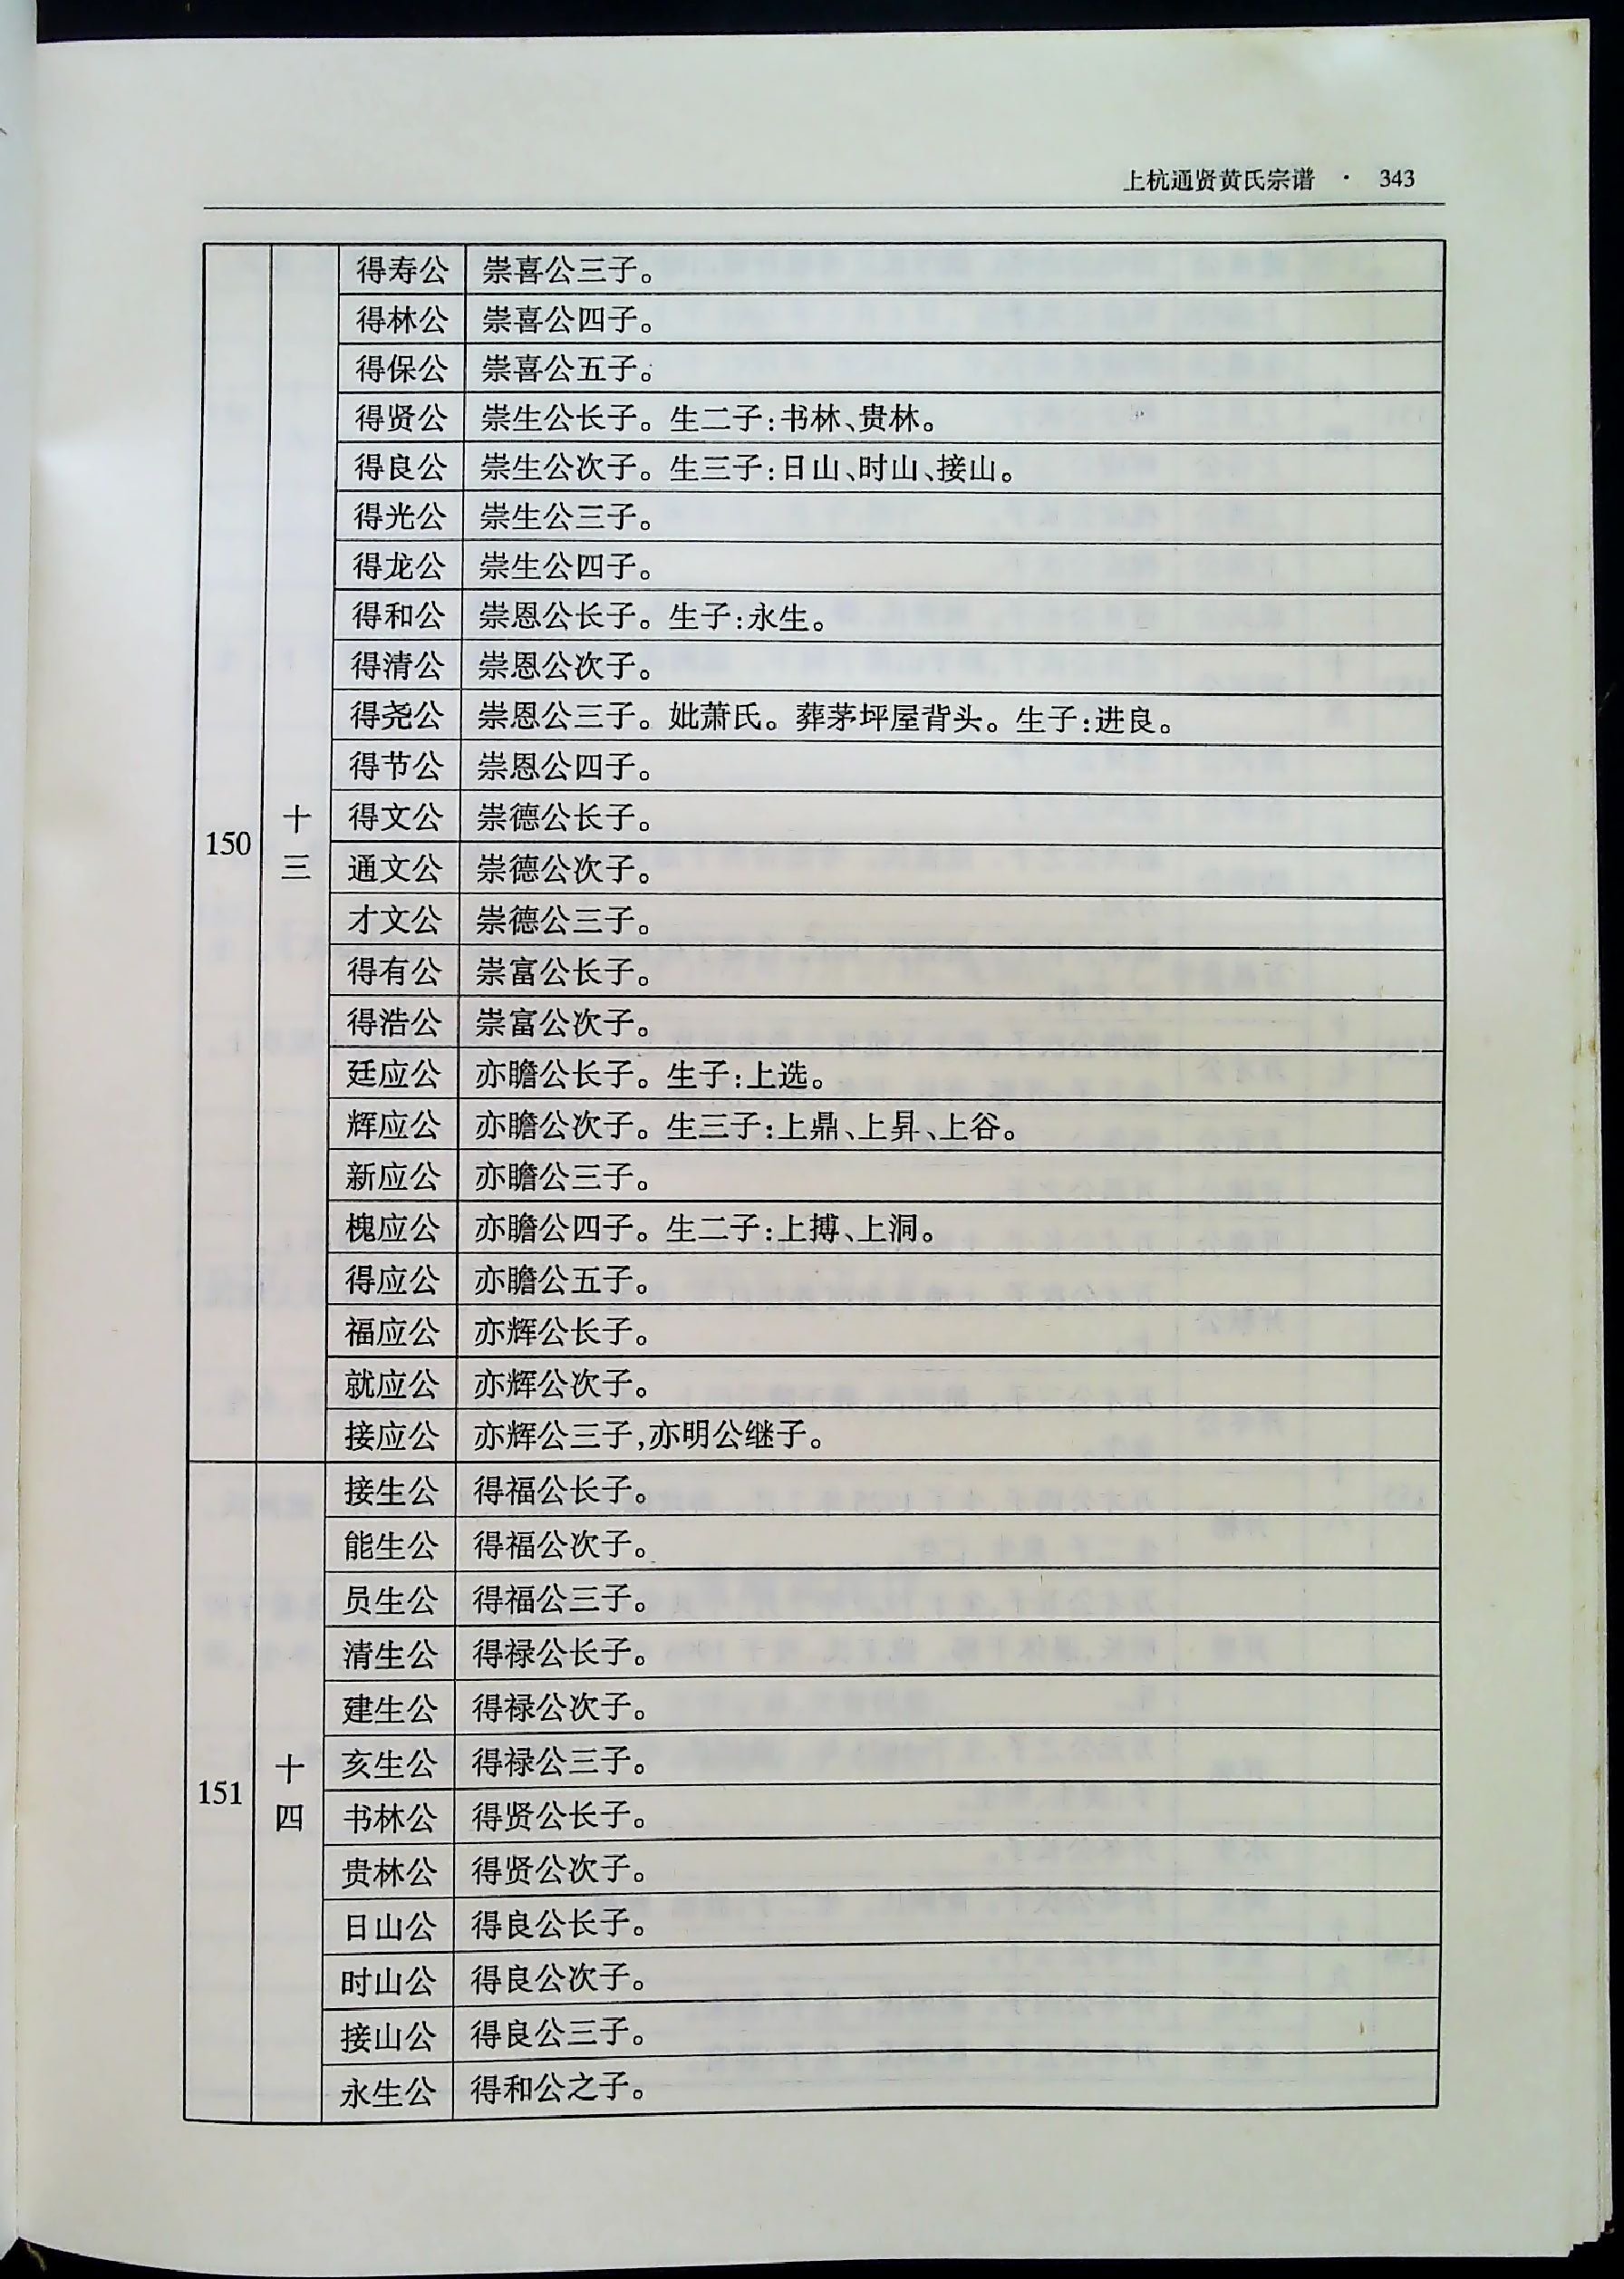 上杭通贤黄氏宗谱 · 343
150 十三
得寿公 崇喜公三子。
得林公 崇喜公四子。
得保公 崇喜公五子。
得贤公 崇生公长子。生二子:书林、贵林。
得良公 崇生公次子。生三子:日山、时山、接山。
得光公 崇生公三子。
得龙公 崇生公四子。
得和公 崇恩公长子。生子:永生。
得清公 崇恩公次子。
得尧公 崇恩公三子。妣萧氏。葬茅坪屋背头。生子:进良。
得节公 崇恩公四子。
得文公 崇德公长子。
通文公 崇德公次子。
才文公 崇德公三子。
得有公 崇富公长子。
得浩公 崇富公次子。
廷应公 亦瞻公长子。生子:上选。
辉应公 亦瞻公次子。生三子:上鼎、上昇、上谷。
新应公 亦瞻公三子。
槐应公 亦瞻公四子。生二子:上搏、上洞。
得应公 亦瞻公五子。
福应公 亦辉公长子。
就应公 亦辉公次子。
接应公 亦辉公三子,亦明公继子。
151 十四
接生公 得福公长子。
能生公 得福公次子。
员生公 得福公三子。
清生公 得禄公长子。
建生公 得禄公次子。
亥生公 得禄公三子。
书林公 得贤公长子。
贵林公 得贤公次子。
日山公 得良公长子。
时山公 得良公次子。
接山公 得良公三子。
永生公 得和公之子。